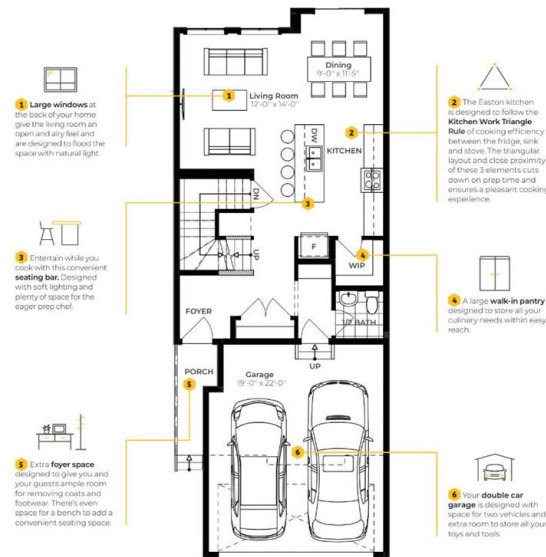 1 Large windows at
the back of your home
give the living room an
open and airy feel and
are designed to flood the
space with natural light.
3 Entertain while you
cook with this convenient
seating bar. Designed
with soft lighting and
plenty of space for the
eager prep chef.
5 Extra foyer space
designed to give you and
your guests ample room
for removing coats and
footwear. There's even
space for a bench to add a
convenient seating space.
Dining
9'-0" x 11'-5"
1
Living Room
12'-0" x 14'-0"
DW
2
KITCHEN
DN
3
UP
F
4
WIP
FOYER
1/2 BATH
PORCH
UP
5
Garage
19'-0" x 22'-0"
6
2 The Easton kitchen
is designed to follow the
Kitchen Work Triangle
Rule of cooking efficiency
between the fridge, sink
and stove. The triangular
layout and close proximity
of these 3 elements cuts
down on prep time and
ensures a pleasant cooking
experience.
4 A large walk-in pantry
designed to store all your
culinary needs within easy
reach.
6 Your double car
garage is designed with
space for two vehicles and
extra room to store all your
toys and tools.